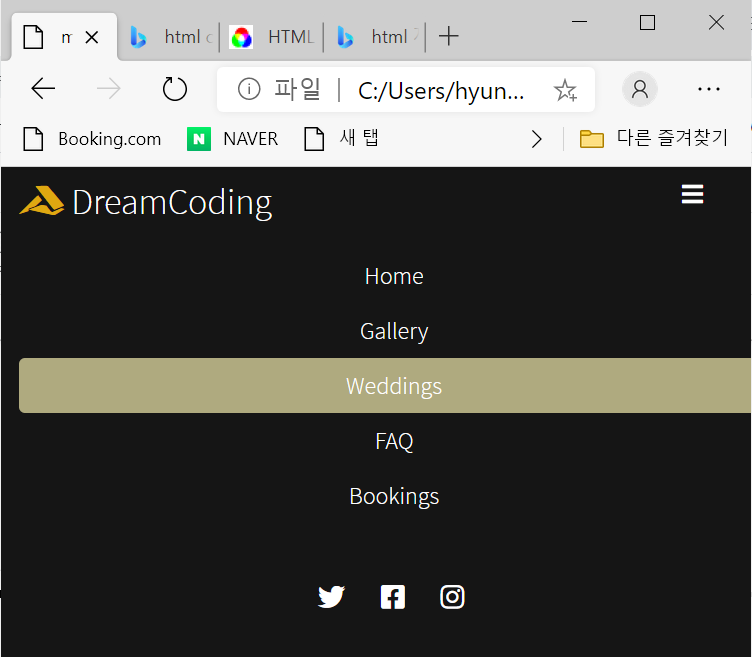 html
HTML
html
파일 | C:/Users/hyun...
Booking.com NAVER 새 탭 다른 즐겨찾기
DreamCoding
Home
Gallery
Weddings
FAQ
Bookings